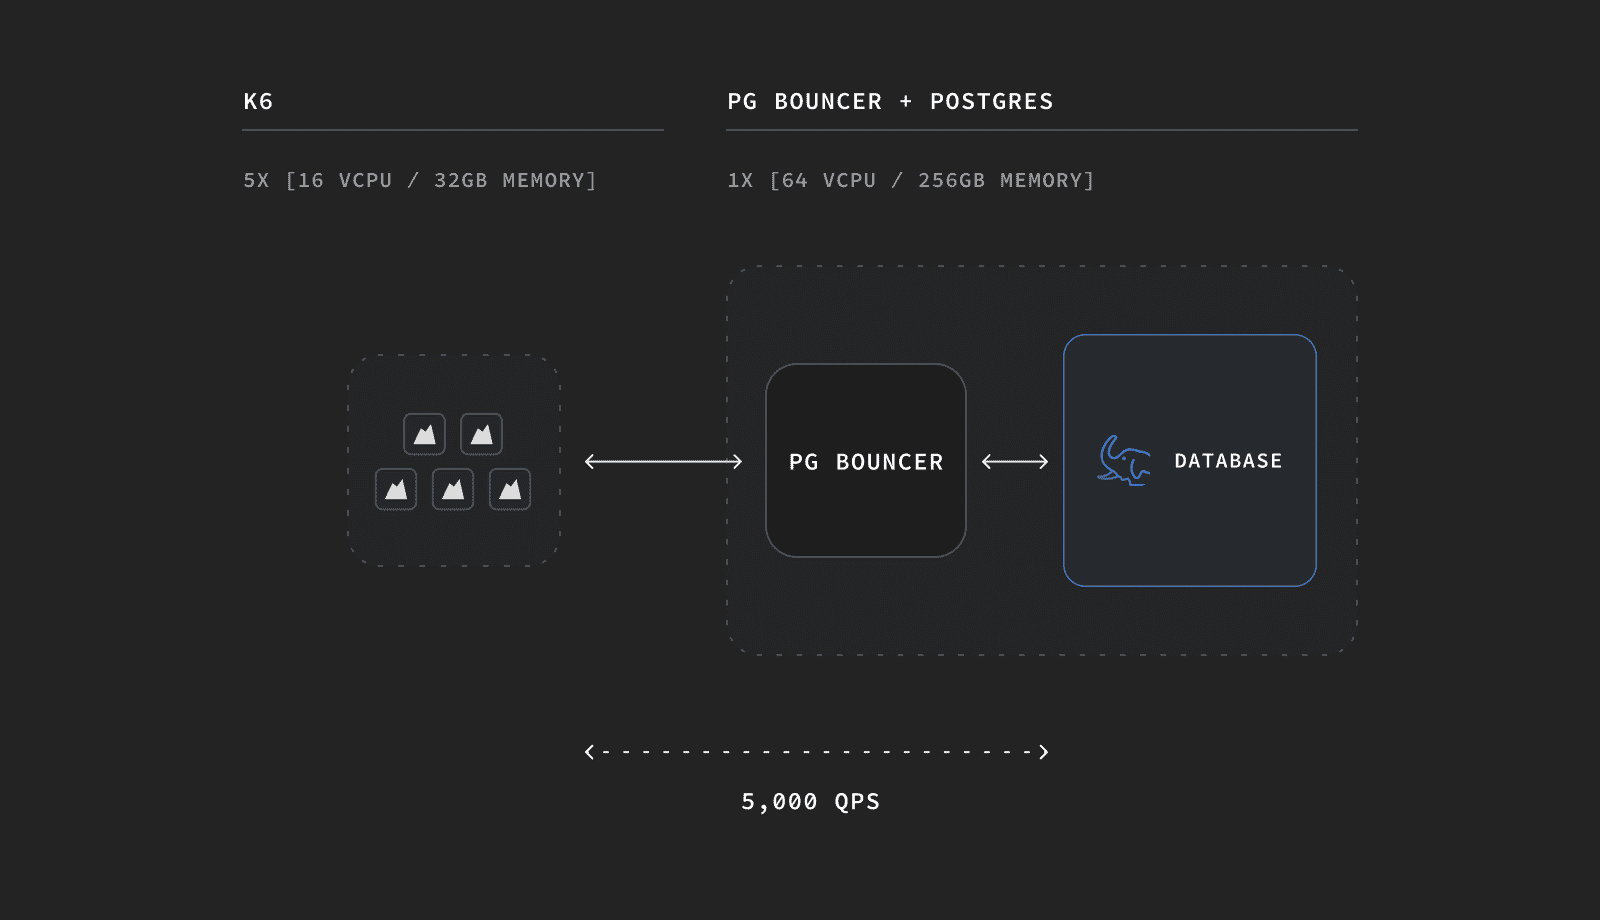 K6
5X [16 VCPU / 32GB MEMORY]
PG BOUNCER + POSTGRES
1X [64 VCPU / 256GB MEMORY]
PG BOUNCER
DATABASE
5,000 QPS